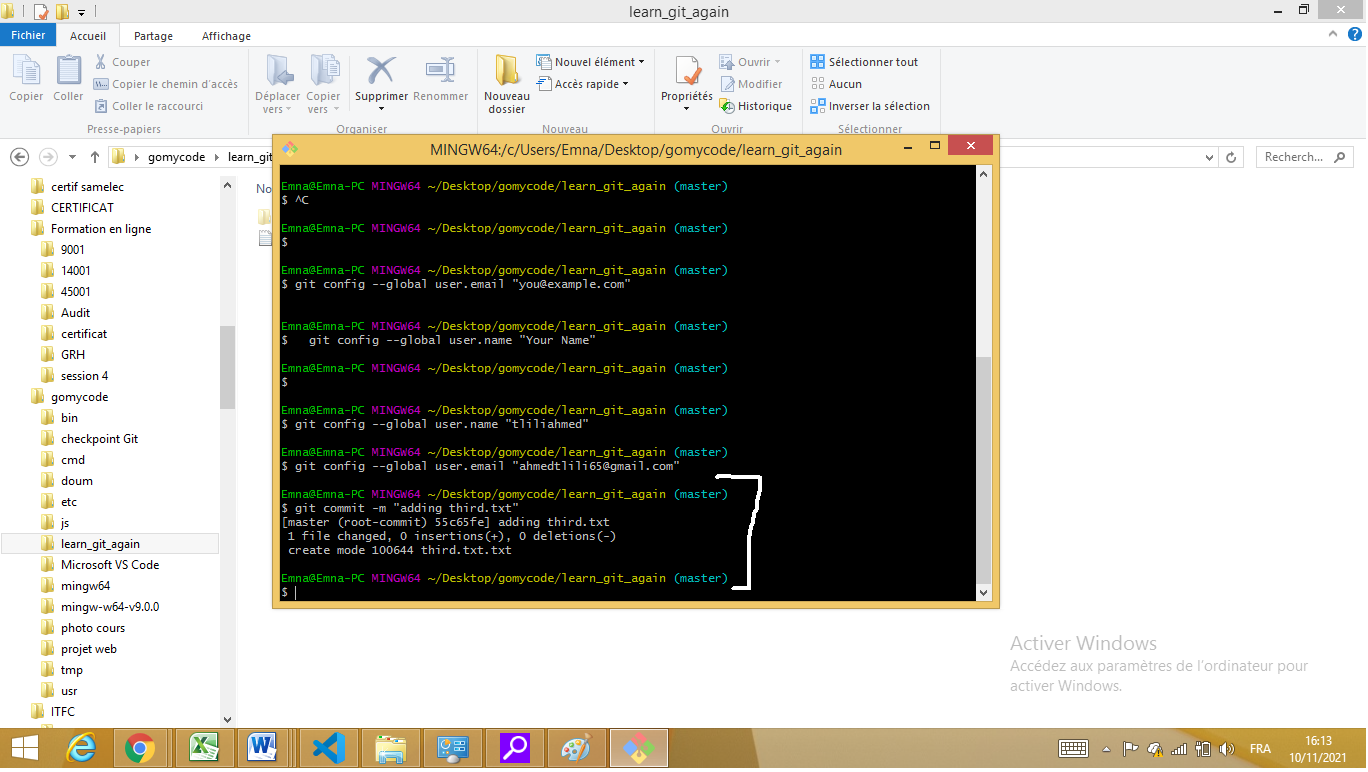 learn_git_again
Fichier
Accueil
Partage
Affichage
Copier
Coller
Couper
Copier le chemin d'accès
Coller le raccourci
Presse-papiers
Déplacer vers
Copier vers
Supprimer
Renommer
Organiser
Nouveau dossier
Nouvel élément
Accès rapide
Nouveau
Propriétés
Ouvrir
Modifier
Historique
Ouvrir
Sélectionner tout
Aucun
Inverser la sélection
Sélectionner
gomycode
learn_git
Recherch...
certif samelec
CERTIFICAT
Formation en ligne
9001
14001
45001
Audit
certificat
GRH
session 4
gomycode
bin
checkpoint Git
cmd
doum
etc
js
learn_git_again
Microsoft VS Code
mingw64
mingw-w64-v9.0.0
photo cours
projet web
tmp
usr
ITFC
No
MINGW64:/c/Users/Emna/Desktop/gomycode/learn_git_again
Emna@Emna-PC MINGW64 ~/Desktop/gomycode/learn_git_again (master)
$ ^C
Emna@Emna-PC MINGW64 ~/Desktop/gomycode/learn_git_again (master)
$
Emna@Emna-PC MINGW64 ~/Desktop/gomycode/learn_git_again (master)
$ git config --global user.email "you@example.com"
Emna@Emna-PC MINGW64 ~/Desktop/gomycode/learn_git_again (master)
$   git config --global user.name "Your Name"
Emna@Emna-PC MINGW64 ~/Desktop/gomycode/learn_git_again (master)
$
Emna@Emna-PC MINGW64 ~/Desktop/gomycode/learn_git_again (master)
$ git config --global user.name "tliliahmed"
Emna@Emna-PC MINGW64 ~/Desktop/gomycode/learn_git_again (master)
$ git config --global user.email "ahmedtlili65@gmail.com"
Emna@Emna-PC MINGW64 ~/Desktop/gomycode/learn_git_again (master)
$ git commit -m "adding third.txt"
[master (root-commit) 55c65fe] adding third.txt
 1 file changed, 0 insertions(+), 0 deletions(-)
 create mode 100644 third.txt.txt
Emna@Emna-PC MINGW64 ~/Desktop/gomycode/learn_git_again (master)
$
Activer Windows
Accédez aux paramètres de l'ordinateur pour
activer Windows.
FRA
16:13
10/11/2021